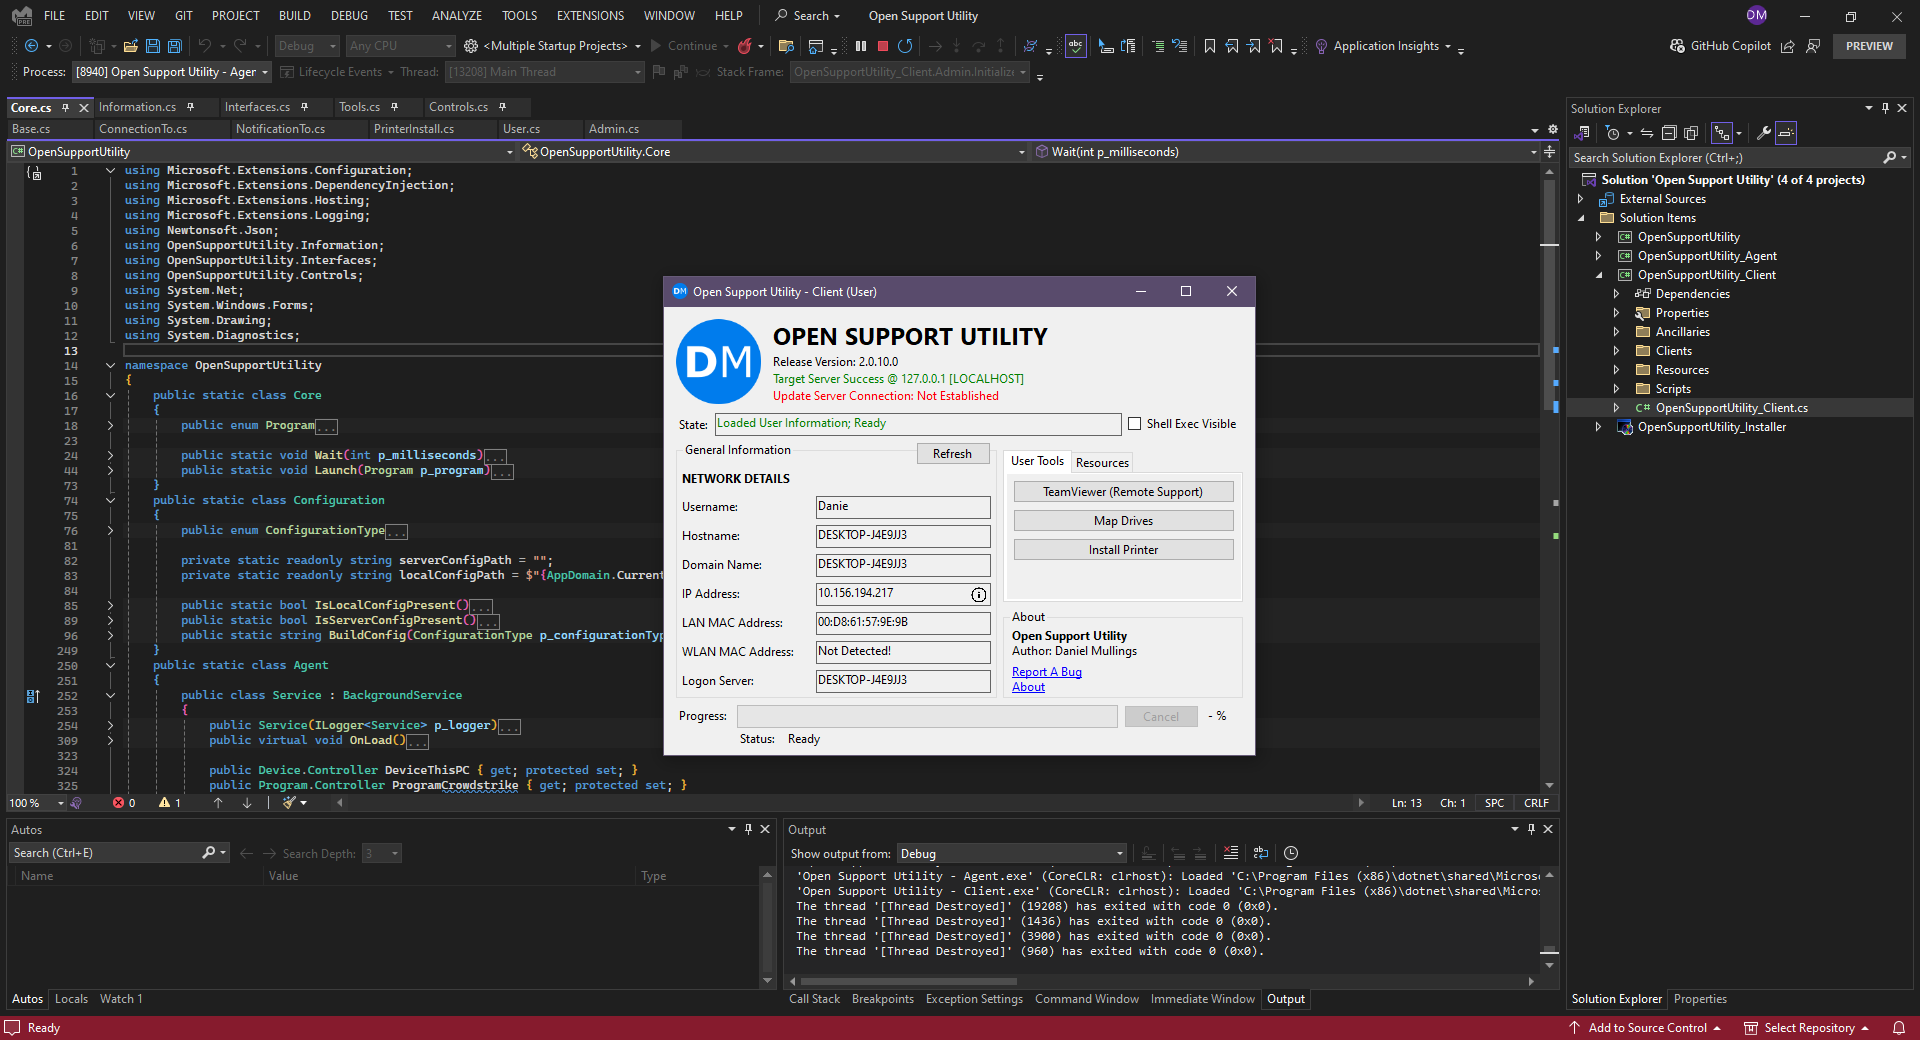 FILE EDIT VIEW GIT PROJECT BUILD DEBUG TEST ANALYZE TOOLS EXTENSIONS WINDOW HELP Search Open Support Utility DM
Debug Any CPU <Multiple Startup Projects> Continue Application Insights GitHub Copilot PREVIEW
Process: [8940] Open Support Utility - Ager Lifecycle Events Thread: [13208] Main Thread Stack Frame: OpenSupportUtility_Client.Admin.Initialize
Core.cs Information.cs Interfaces.cs Tools.cs Controls.cs
Base.cs ConnectionTo.cs NotificationTo.cs PrinterInstall.cs User.cs Admin.cs
OpenSupportUtility OpenSupportUtility.Core Wait(int p_milliseconds)
1 using Microsoft.Extensions.Configuration;
2 using Microsoft.Extensions.DependencyInjection;
3 using Microsoft.Extensions.Hosting;
4 using Microsoft.Extensions.Logging;
5 using Newtonsoft.Json;
6 using OpenSupportUtility.Information;
7 using OpenSupportUtility.Interfaces;
8 using OpenSupportUtility.Controls;
9 using System.Net;
10 using System.Windows.Forms;
11 using System.Drawing;
12 using System.Diagnostics;
13
14 namespace OpenSupportUtility
15 {
16 public static class Core
17 {
18 public enum Program...
23
24 public static void Wait(int p_milliseconds)...
44 public static void Launch(Program p_program)...
73 }
74 public static class Configuration
75 {
76 public enum ConfigurationType...
81
82 private static readonly string serverConfigPath = "";
83 private static readonly string localConfigPath = $"{AppDomain.Current
84
85 public static bool IsLocalConfigPresent()...
89 public static bool IsServerConfigPresent()...
96 public static string BuildConfig(ConfigurationType p_configurationTyp
249 }
250 public static class Agent
251 {
252 public class Service : BackgroundService
253 {
254 public Service(ILogger<Service> p_logger)...
309 public virtual void OnLoad()...
323
324 public Device.Controller DeviceThisPC { get; protected set; }
325 public Program.Controller ProgramCrowdstrike { get; protected set; }
100 % 0 1 Ln: 13 Ch: 1 SPC CRLF
DM Open Support Utility - Client (User)
DM
OPEN SUPPORT UTILITY
Release Version: 2.0.10.0
Target Server Success @ 127.0.0.1 [LOCALHOST]
Update Server Connection: Not Established
State: Loaded User Information; Ready Shell Exec Visible
General Information Refresh
NETWORK DETAILS
Username: Danie
Hostname: DESKTOP-J4E9JJ3
Domain Name: DESKTOP-J4E9JJ3
IP Address: 10.156.194.217
LAN MAC Address: 00:D8:61:57:9E:9B
WLAN MAC Address: Not Detected!
Logon Server: DESKTOP-J4E9JJ3
User Tools Resources
TeamViewer (Remote Support)
Map Drives
Install Printer
About
Open Support Utility
Author: Daniel Mullings
Report A Bug
About
Progress: Cancel - %
Status: Ready
Solution Explorer
Search Solution Explorer (Ctrl+;)
Solution 'Open Support Utility' (4 of 4 projects)
External Sources
Solution Items
OpenSupportUtility
OpenSupportUtility_Agent
OpenSupportUtility_Client
Dependencies
Properties
Ancillaries
Clients
Resources
Scripts
C# OpenSupportUtility_Client.cs
OpenSupportUtility_Installer
Solution Explorer Properties
Autos
Search (Ctrl+E) Search Depth: 3
Name Value Type
Autos Locals Watch 1
Output
Show output from: Debug
'Open Support Utility - Agent.exe' (CoreCLR: clrhost): Loaded 'C:\Program Files (x86)\dotnet\shared\Micros
'Open Support Utility - Client.exe' (CoreCLR: clrhost): Loaded 'C:\Program Files (x86)\dotnet\shared\Micro
The thread '[Thread Destroyed]' (19208) has exited with code 0 (0x0).
The thread '[Thread Destroyed]' (1436) has exited with code 0 (0x0).
The thread '[Thread Destroyed]' (3900) has exited with code 0 (0x0).
The thread '[Thread Destroyed]' (960) has exited with code 0 (0x0).
Call Stack Breakpoints Exception Settings Command Window Immediate Window Output
Ready Add to Source Control Select Repository